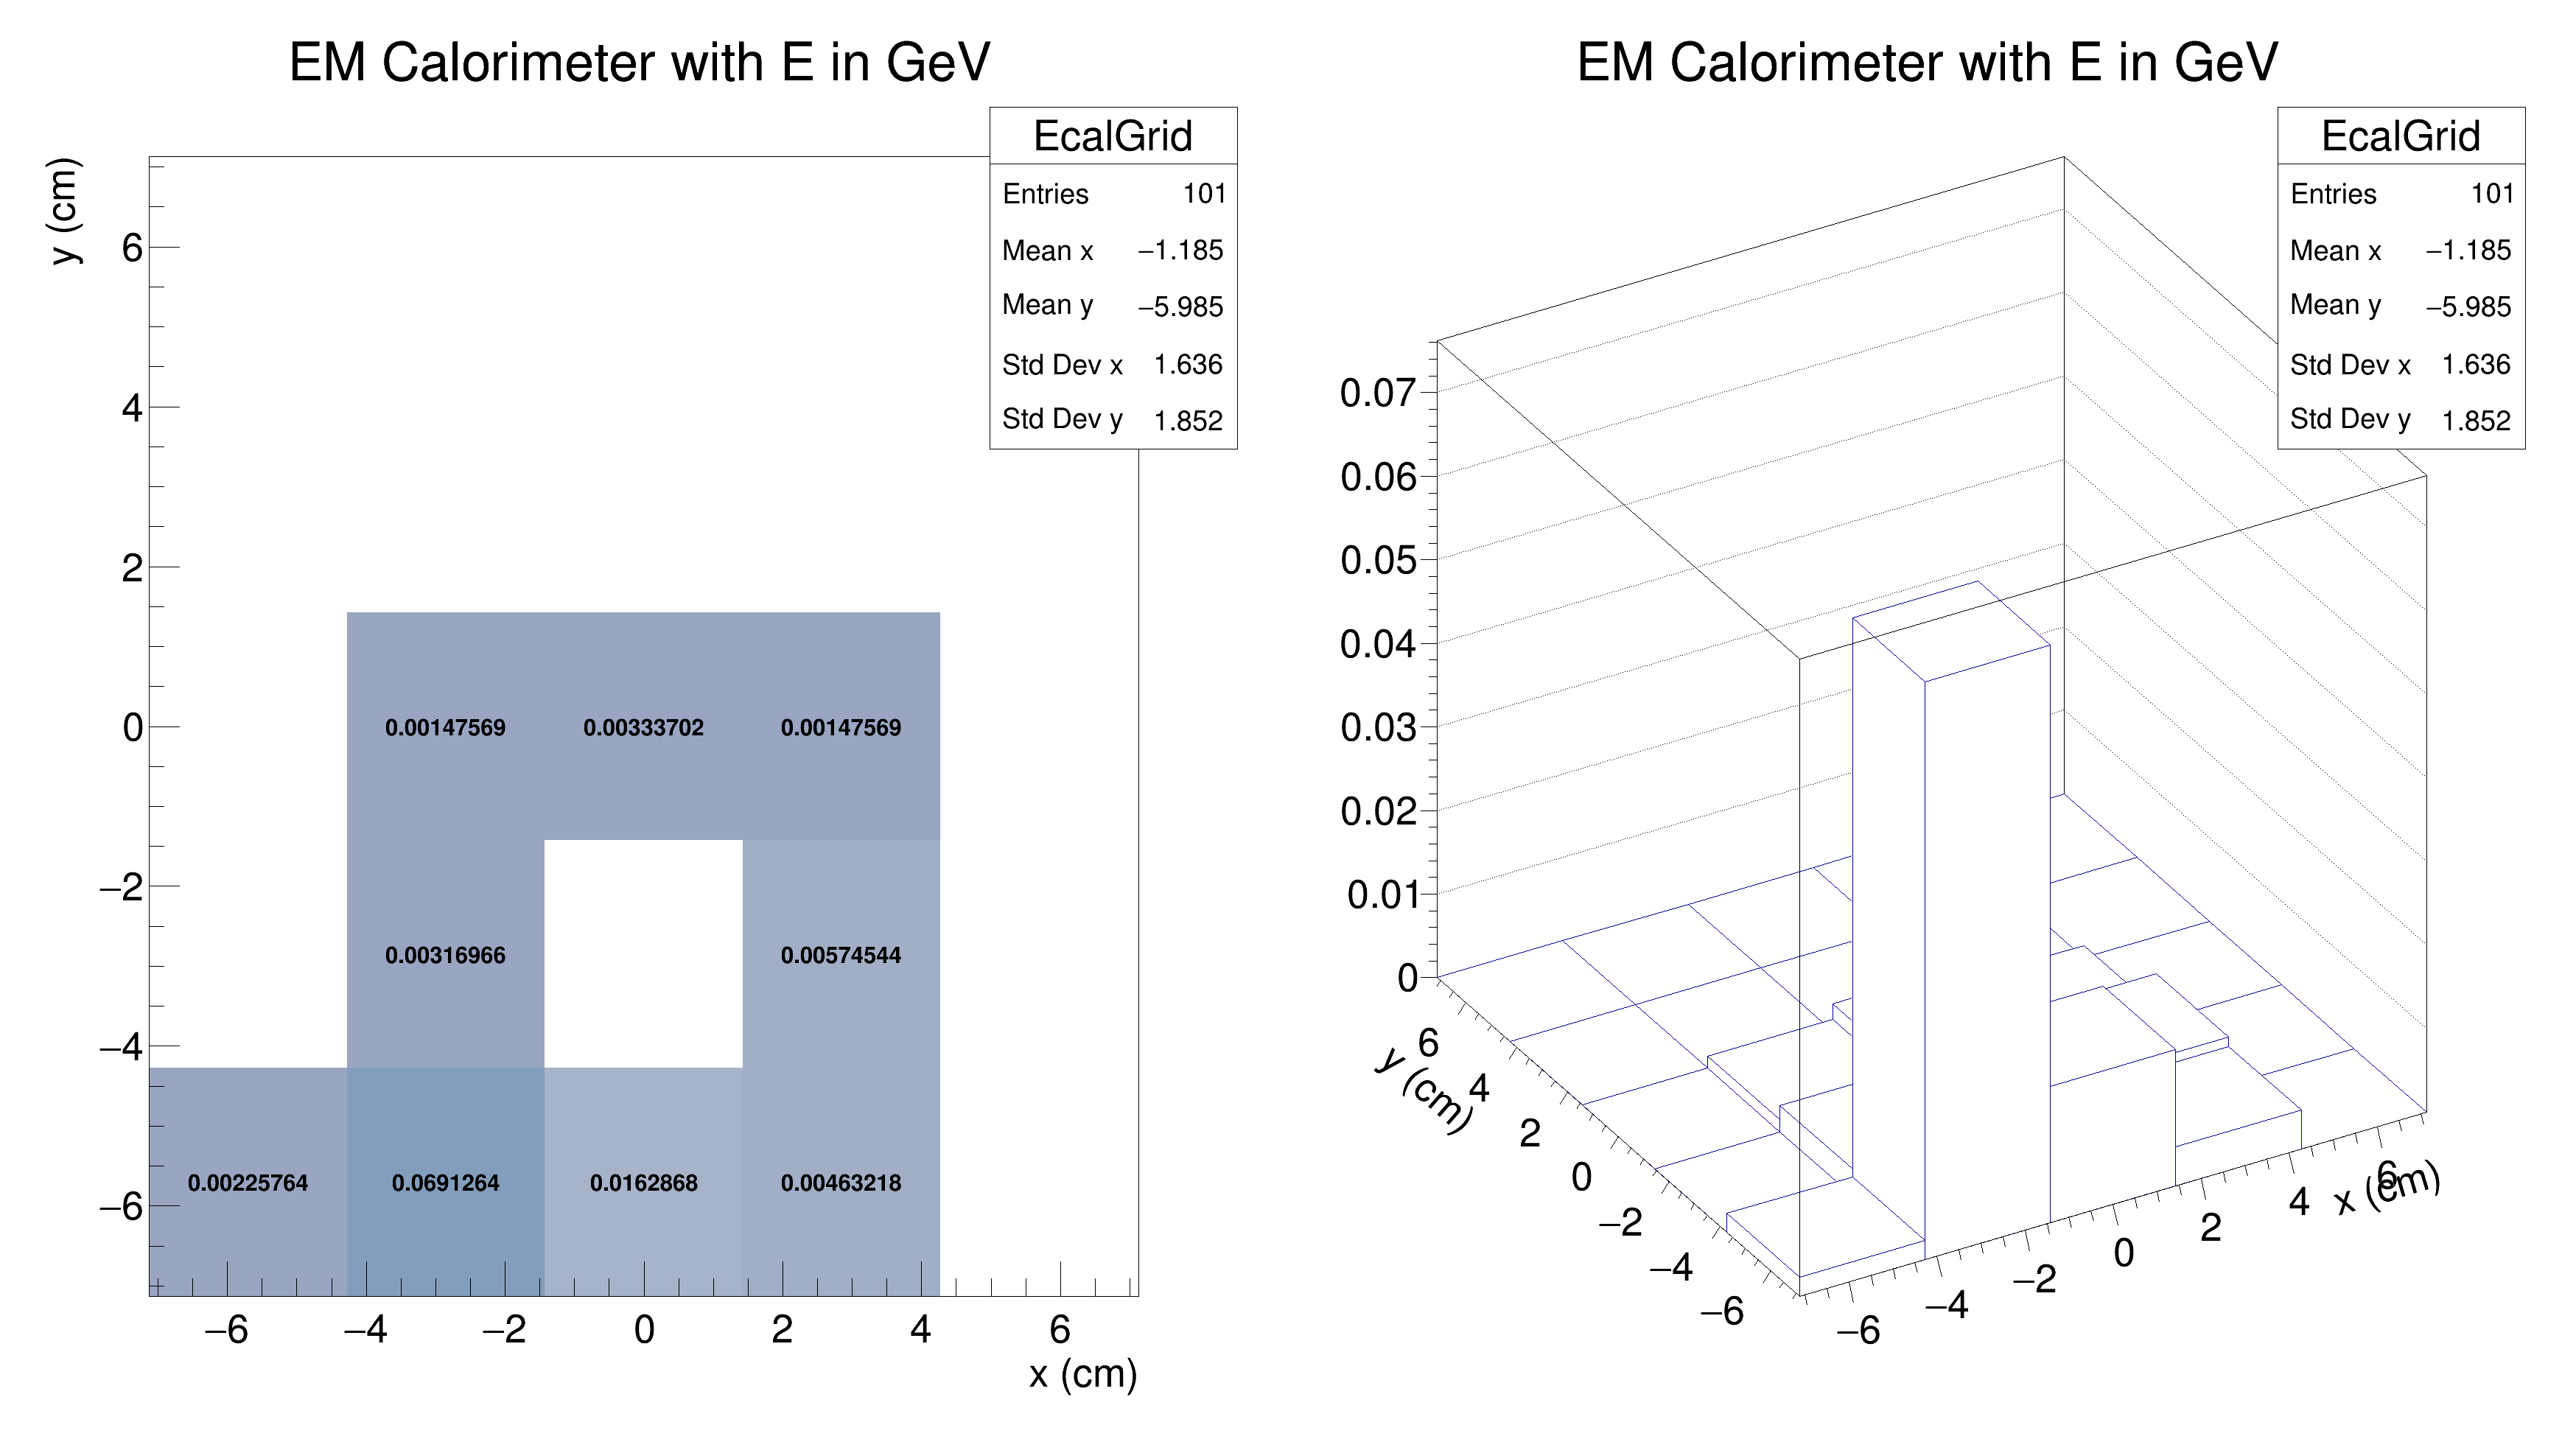 EM Calorimeter with E in GeV
EcalGrid
Entries 101
Mean x −1.185
Mean y −5.985
Std Dev x 1.636
Std Dev y 1.852
y (cm)
6
4
2
0
−2
−4
−6
0.00147569 0.00333702 0.00147569
0.00316966 0.00574544
0.00225764 0.0691264 0.0162868 0.00463218
−6 −4 −2 0 2 4 6
x (cm)
EM Calorimeter with E in GeV
EcalGrid
Entries 101
Mean x −1.185
Mean y −5.985
Std Dev x 1.636
Std Dev y 1.852
0.07
0.06
0.05
0.04
0.03
0.02
0.01
0
6
4
2
0
−2
−4
−6
y (cm)
−6
−4
−2
0
2
4
6
x (cm)